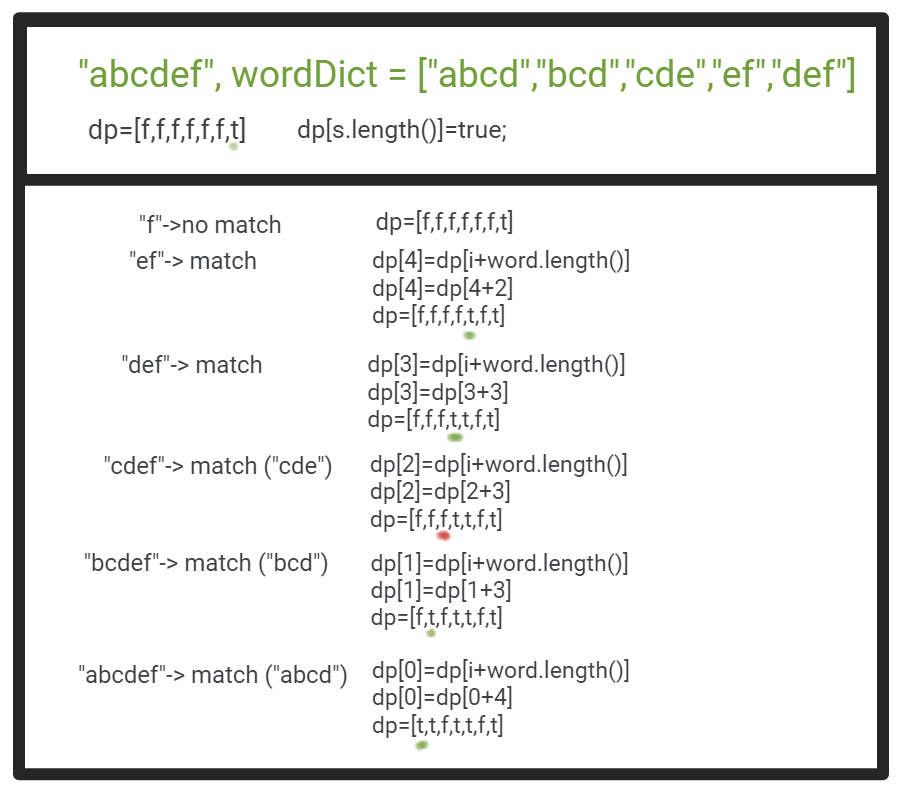 "abcdef", wordDict = ["abcd","bcd","cde","ef","def"]
dp=[f,f,f,f,f,f,t] dp[s.length()]=true;
"f"->no match dp=[f,f,f,f,f,f,t]
"ef"-> match dp[4]=dp[i+word.length()]
dp[4]=dp[4+2]
dp=[f,f,f,f,t,f,t]
"def"-> match dp[3]=dp[i+word.length()]
dp[3]=dp[3+3]
dp=[f,f,f,t,t,f,t]
"cdef"-> match ("cde") dp[2]=dp[i+word.length()]
dp[2]=dp[2+3]
dp=[f,f,f,t,t,f,t]
"bcdef"-> match ("bcd") dp[1]=dp[i+word.length()]
dp[1]=dp[1+3]
dp=[f,t,f,t,t,f,t]
"abcdef"-> match ("abcd") dp[0]=dp[i+word.length()]
dp[0]=dp[0+4]
dp=[t,t,f,t,t,f,t]